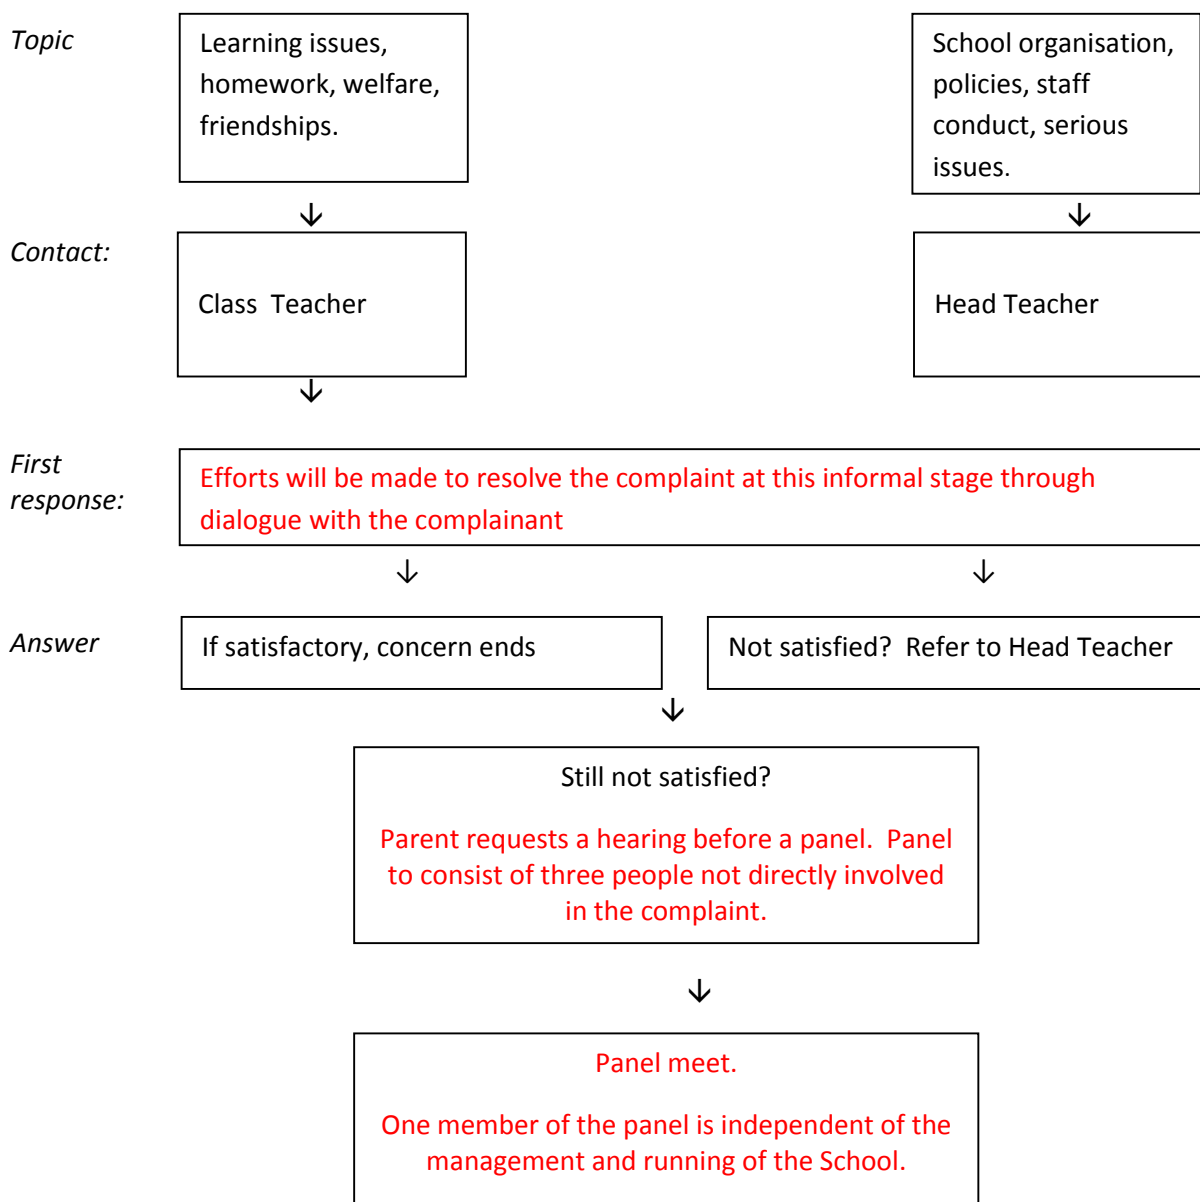 Topic
Learning issues,
homework, welfare,
friendships.
School organisation,
policies, staff
conduct, serious
issues.
Contact:
Class  Teacher
Head Teacher
First
response:
Efforts will be made to resolve the complaint at this informal stage through
dialogue with the complainant
Answer
If satisfactory, concern ends
Not satisfied?  Refer to Head Teacher
Still not satisfied?
Parent requests a hearing before a panel.  Panel
to consist of three people not directly involved
in the complaint.
Panel meet.
One member of the panel is independent of the
management and running of the School.